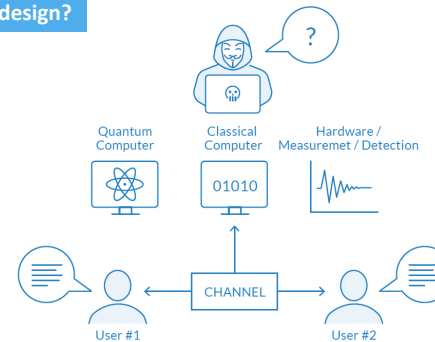 design?
?
Quantum
Computer
Classical
Computer
Hardware /
Measuremet / Detection
01010
CHANNEL
User #1
User #2